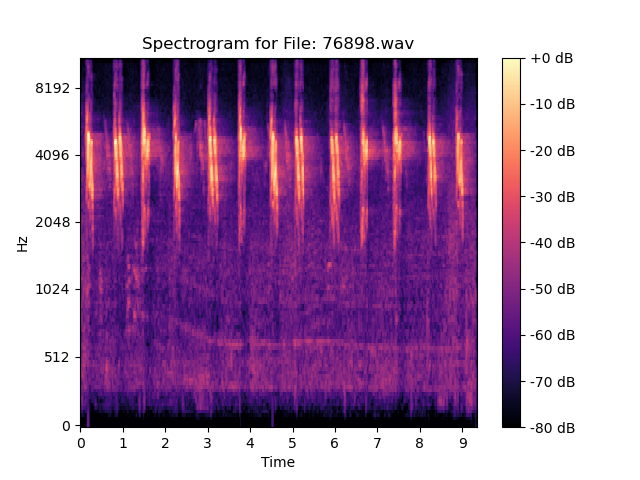 Spectrogram for File: 76898.wav
Hz
8192
4096
2048
1024
512
0
0 1 2 3 4 5 6 7 8 9
Time
+0 dB
-10 dB
-20 dB
-30 dB
-40 dB
-50 dB
-60 dB
-70 dB
-80 dB